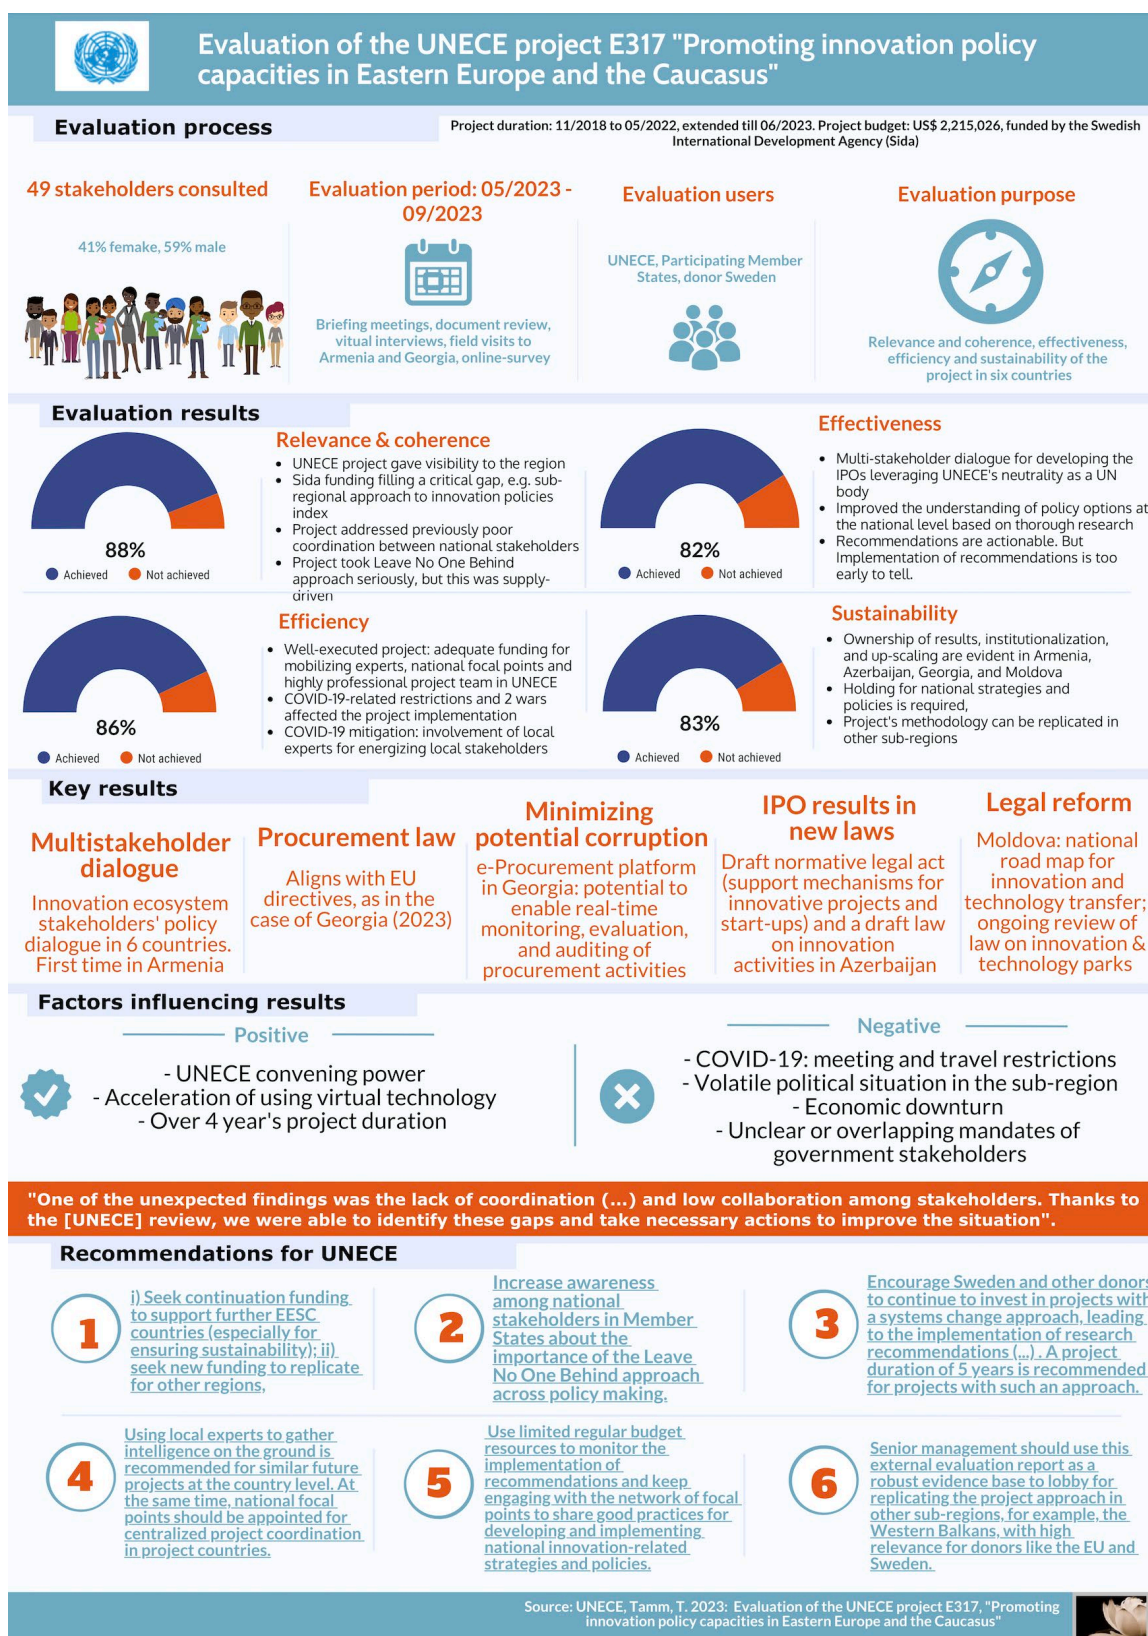 Evaluation of the UNECE project E317 "Promoting innovation policy
capacities in Eastern Europe and the Caucasus"
Evaluation process
Project duration: 11/2018 to 05/2022, extended till 06/2023. Project budget: US$ 2,215,026, funded by the Swedish
International Development Agency (Sida)
49 stakeholders consulted
41% femake, 59% male
Evaluation period: 05/2023 -
09/2023
Briefing meetings, document review,
vitual interviews, field visits to
Armenia and Georgia, online-survey
Evaluation users
UNECE, Participating Member
States, donor Sweden
Evaluation purpose
Relevance and coherence, effectiveness,
efficiency and sustainability of the
project in six countries
Evaluation results
88%
Achieved Not achieved
Relevance & coherence
• UNECE project gave visibility to the region
• Sida funding filling a critical gap, e.g. sub-
regional approach to innovation policies
index
• Project addressed previously poor
coordination between national stakeholders
• Project took Leave No One Behind
approach seriously, but this was supply-
driven
82%
Achieved Not achieved
Effectiveness
• Multi-stakeholder dialogue for developing the
IPOs leveraging UNECE's neutrality as a UN
body
• Improved the understanding of policy options at
the national level based on thorough research
• Recommendations are actionable. But
Implementation of recommendations is too
early to tell.
86%
Achieved Not achieved
Efficiency
• Well-executed project: adequate funding for
mobilizing experts, national focal points and
highly professional project team in UNECE
• COVID-19-related restrictions and 2 wars
affected the project implementation
• COVID-19 mitigation: involvement of local
experts for energizing local stakeholders
83%
Achieved Not achieved
Sustainability
• Ownership of results, institutionalization,
and up-scaling are evident in Armenia,
Azerbaijan, Georgia, and Moldova
• Holding for national strategies and
policies is required,
• Project's methodology can be replicated in
other sub-regions
Key results
Multistakeholder
dialogue
Innovation ecosystem
stakeholders' policy
dialogue in 6 countries.
First time in Armenia
Procurement law
Aligns with EU
directives, as in the
case of Georgia (2023)
Minimizing
potential corruption
e-Procurement platform
in Georgia: potential to
enable real-time
monitoring, evaluation,
and auditing of
procurement activities
IPO results in
new laws
Draft normative legal act
(support mechanisms for
innovative projects and
start-ups) and a draft law
on innovation
activities in Azerbaijan
Legal reform
Moldova: national
road map for
innovation and
technology transfer;
ongoing review of
law on innovation &
technology parks
Factors influencing results
Positive
- UNECE convening power
- Acceleration of using virtual technology
- Over 4 year's project duration
Negative
- COVID-19: meeting and travel restrictions
- Volatile political situation in the sub-region
- Economic downturn
- Unclear or overlapping mandates of
government stakeholders
"One of the unexpected findings was the lack of coordination (...) and low collaboration among stakeholders. Thanks to
the [UNECE] review, we were able to identify these gaps and take necessary actions to improve the situation".
Recommendations for UNECE
1
i) Seek continuation funding
to support further EESC
countries (especially for
ensuring sustainability); ii)
seek new funding to replicate
for other regions,
2
Increase awareness
among national
stakeholders in Member
States about the
importance of the Leave
No One Behind approach
across policy making.
3
Encourage Sweden and other donors
to continue to invest in projects with
a systems change approach, leading
to the implementation of research
recommendations (...) . A project
duration of 5 years is recommended
for projects with such an approach.
4
Using local experts to gather
intelligence on the ground is
recommended for similar future
projects at the country level. At
the same time, national focal
points should be appointed for
centralized project coordination
in project countries.
5
Use limited regular budget
resources to monitor the
implementation of
recommendations and keep
engaging with the network of focal
points to share good practices for
developing and implementing
national innovation-related
strategies and policies.
6
Senior management should use this
external evaluation report as a
robust evidence base to lobby for
replicating the project approach in
other sub-regions, for example, the
Western Balkans, with high
relevance for donors like the EU and
Sweden.
Source: UNECE, Tamm, T. 2023: Evaluation of the UNECE project E317, "Promoting
innovation policy capacities in Eastern Europe and the Caucasus"